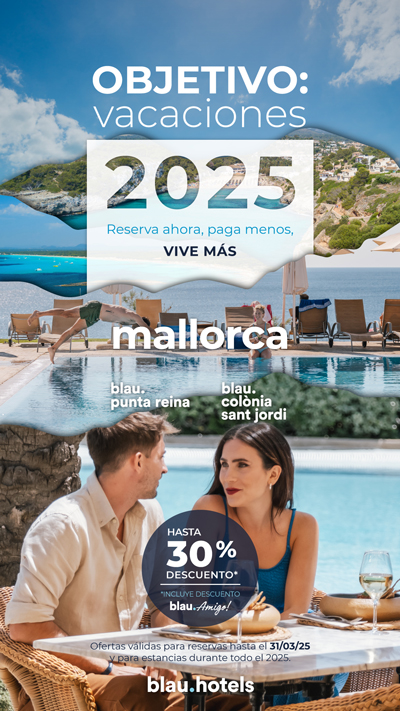 OBJETIVO:
vacaciones
2025
Reserva ahora, paga menos,
VIVE MÁS
mallorca
blau.
punta reina
blau.
colònia
sant jordi
HASTA
30%
DESCUENTO*
*INCLUYE DESCUENTO
blau.Amigo!
Ofertas válidas para reservas hasta el 31/03/25
y para estancias durante todo el 2025.
blau.hotels